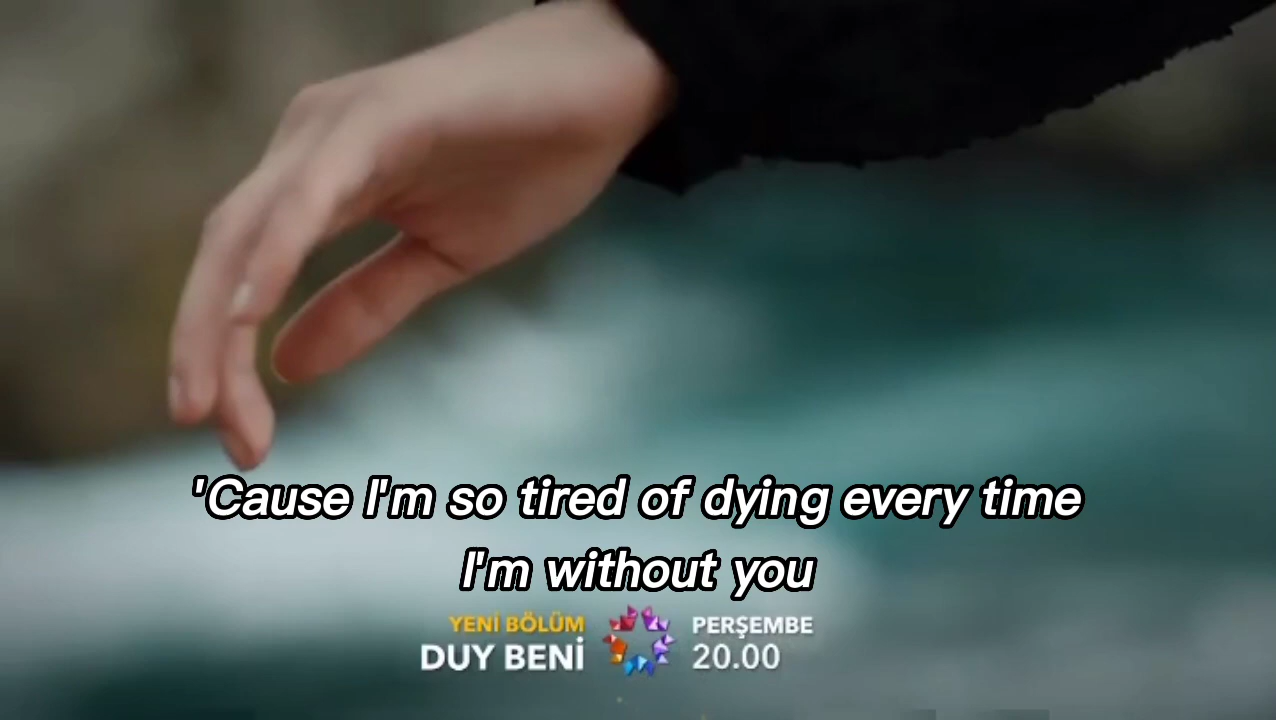 'Cause I'm so tired of dying every time
I'm without you
YENİ BÖLÜM
DUY BENİ
PERŞEMBE
20.00